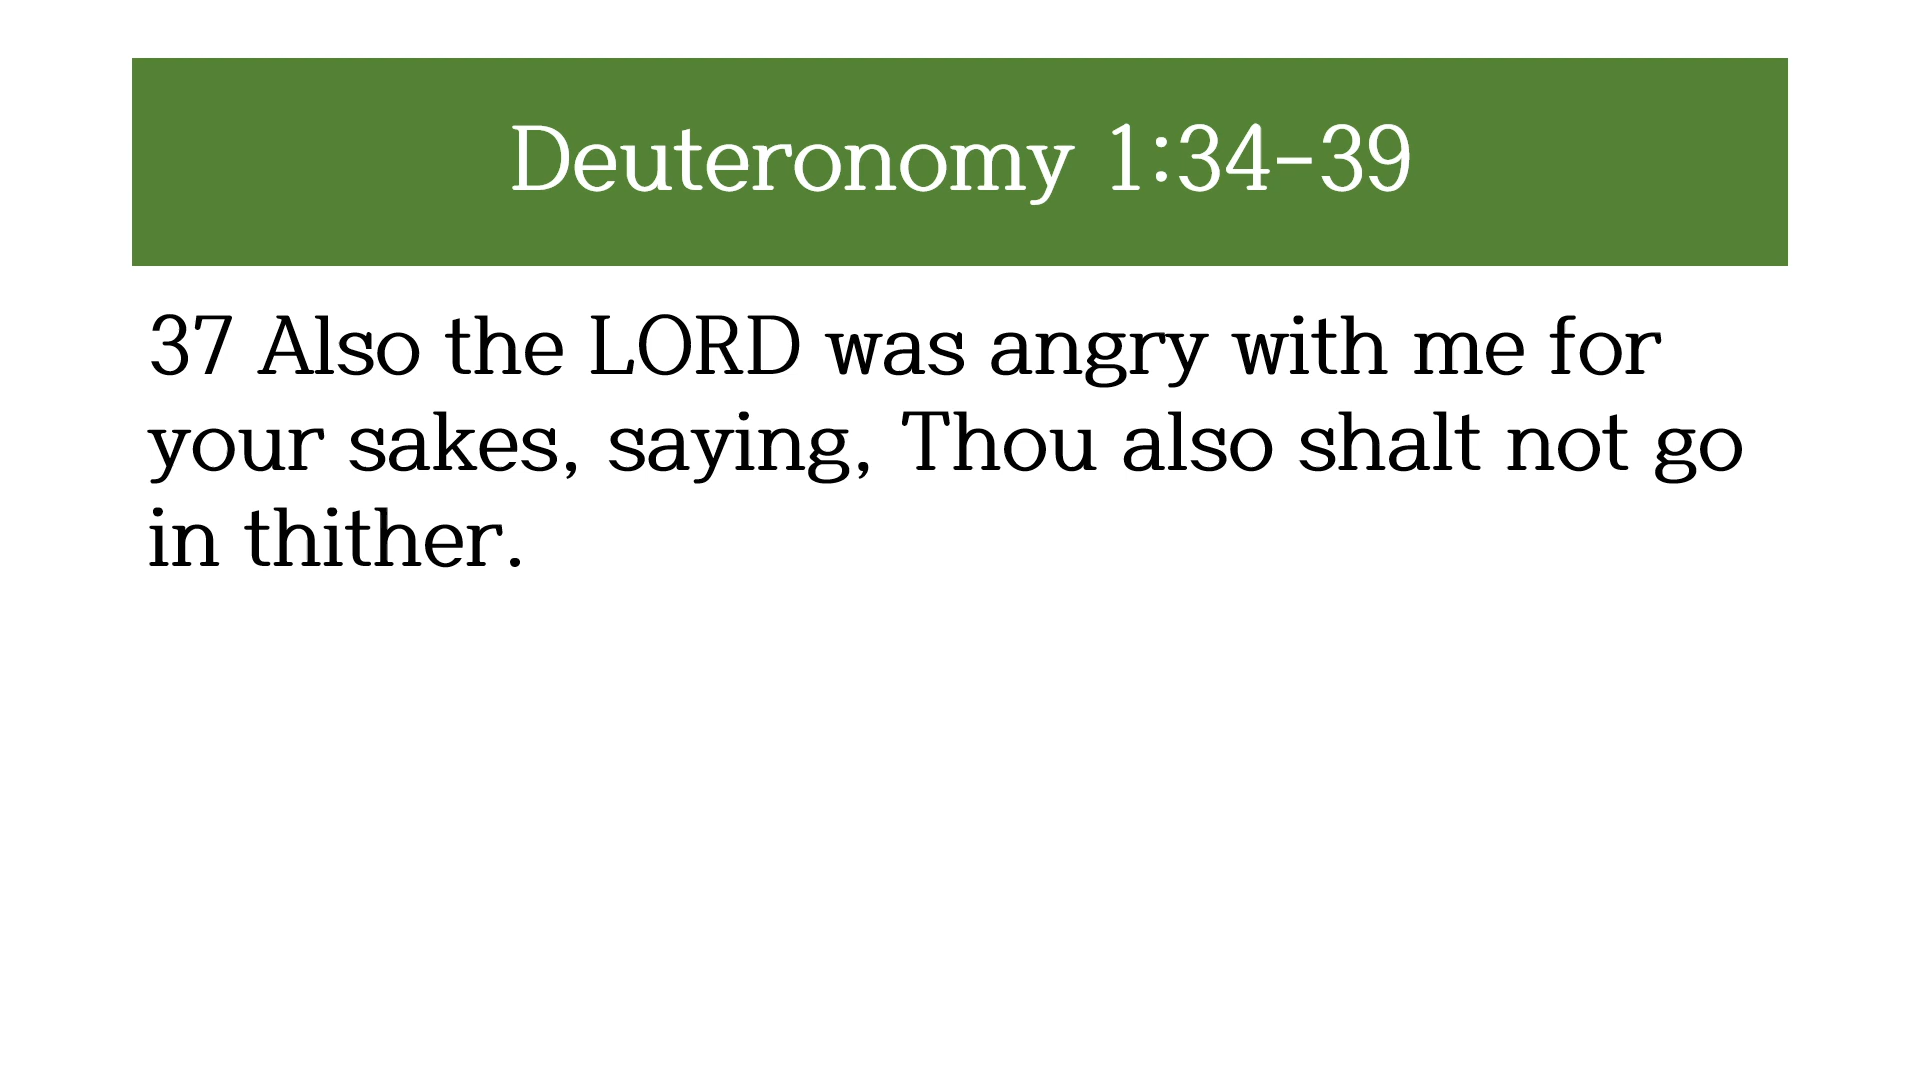 Deuteronomy 1:34-39
37 Also the LORD was angry with me for
your sakes, saying, Thou also shalt not go
in thither.